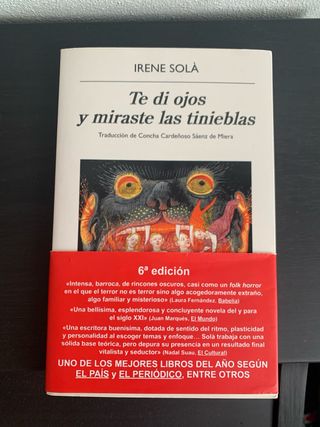 IRENE SOLÀ
Te di ojos
y miraste las tinieblas
Traducción de Concha Cardeñoso Sáenz de Miera
6ª edición
«Intensa, barroca, de rincones oscuros, casi como un folk horror
en el que el terror no es terror sino algo acogedoramente extraño,
algo familiar y misterioso» (Laura Fernández, Babelia)
«Una bellísima, esplendorosa y concluyente novela del y para
el siglo XXI» (Juan Marqués, El Mundo)
«Una escritora buenísima, dotada de sentido del ritmo, plasticidad
y personalidad al escoger temas y enfoque... Solà trabaja con una
sólida base teórica, pero depura su presencia en un resultado final
vitalista y seductor» (Nadal Suau, El Cultural)
UNO DE LOS MEJORES LIBROS DEL AÑO SEGÚN
EL PAÍS y EL PERIÓDICO, ENTRE OTROS